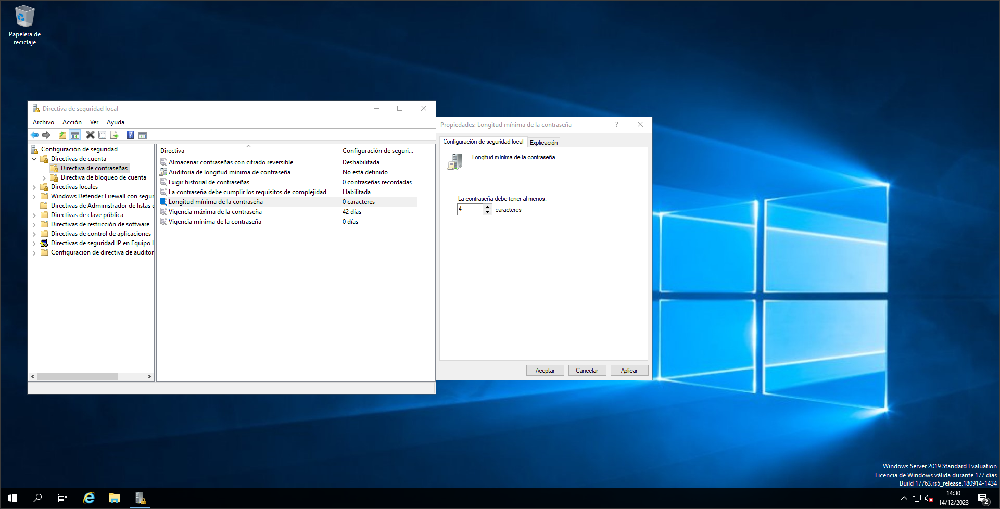 Papelera de
reciclaje
Directiva de seguridad local
Archivo Acción Ver Ayuda
Configuración de seguridad
Directivas de cuenta
Directiva de contraseñas
Directiva de bloqueo de cuenta
Directivas locales
Windows Defender Firewall con segur
Directivas de Administrador de listas
Directivas de clave pública
Directivas de restricción de software
Directivas de control de aplicaciones
Directivas de seguridad IP en Equipo l
Configuración de directiva de auditor
Directiva Configuración de seguri...
Almacenar contraseñas con cifrado reversible Deshabilitada
Auditoría de longitud mínima de contraseña No está definido
Exigir historial de contraseñas 0 contraseñas recordadas
La contraseña debe cumplir los requisitos de complejidad Habilitada
Longitud mínima de la contraseña 0 caracteres
Vigencia máxima de la contraseña 42 días
Vigencia mínima de la contraseña 0 días
Propiedades: Longitud mínima de la contraseña ?
Configuración de seguridad local Explicación
Longitud mínima de la contraseña
La contraseña debe tener al menos:
4 caracteres
Aceptar Cancelar Aplicar
Windows Server 2019 Standard Evaluation
Licencia de Windows válida durante 177 días
Build 17763.rs5_release.180914-1434
14:30
14/12/2023
2